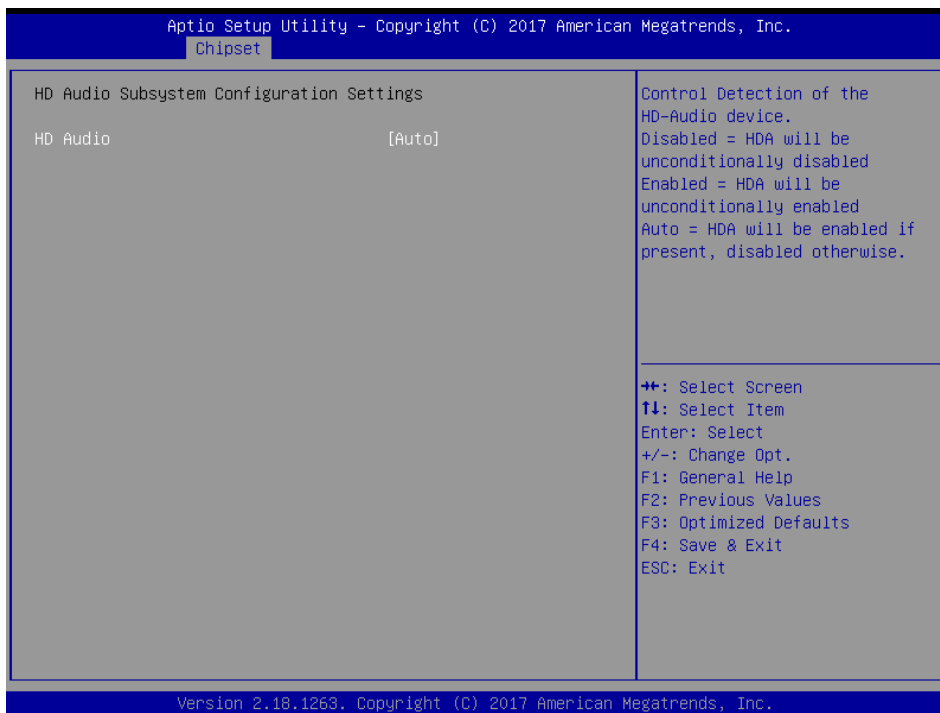 Aptio Setup Utility – Copyright (C) 2017 American Megatrends, Inc.
Chipset
HD Audio Subsystem Configuration Settings
HD Audio [Auto]
Control Detection of the
HD-Audio device.
Disabled = HDA will be
unconditionally disabled
Enabled = HDA will be
unconditionally enabled
Auto = HDA will be enabled if
present, disabled otherwise.
→←: Select Screen
↑↓: Select Item
Enter: Select
+/-: Change Opt.
F1: General Help
F2: Previous Values
F3: Optimized Defaults
F4: Save & Exit
ESC: Exit
Version 2.18.1263. Copyright (C) 2017 American Megatrends, Inc.